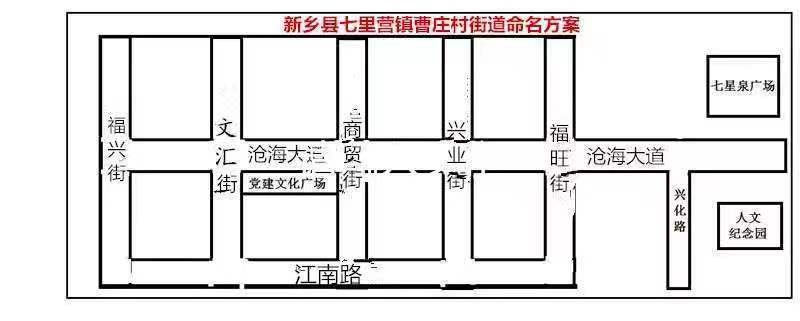 新乡县七里营镇曹庄村街道命名方案
七星泉广场
福兴街
文汇街
商贸街
兴业街
福旺街
沧海大道
沧海大道
党建文化广场
兴化路
人文
纪念园
江南路